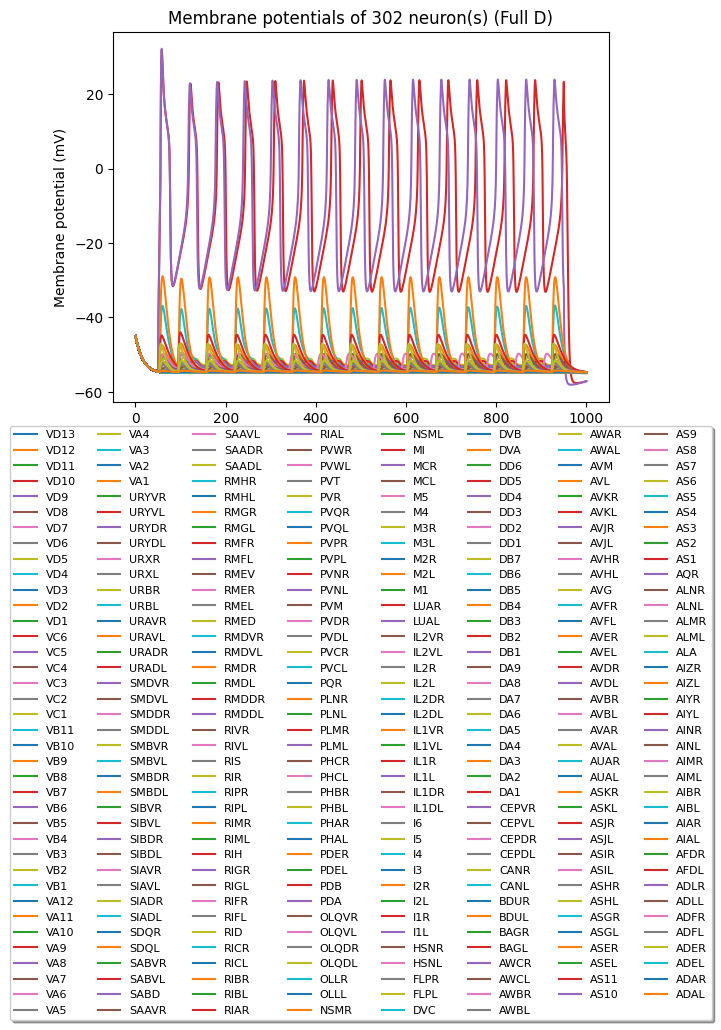 Membrane potentials of 302 neuron(s) (Full D)
20
0
−20
−40
−60
Membrane potential (mV)
0 200 400 600 800 1000
VD13 VA4 SAAVL RIAL NSML DVB AWAR AS9
VD12 VA3 SAADR PVWR MI DVA AWAL AS8
VD11 VA2 SAADL PVWL MCR DD6 AVM AS7
VD10 VA1 RMHR PVT MCL DD5 AVL AS6
VD9 URYVR RMHL PVR M5 DD4 AVKR AS5
VD8 URYVL RMGR PVQR M4 DD3 AVKL AS4
VD7 URYDR RMGL PVQL M3R DD2 AVJR AS3
VD6 URYDL RMFR PVPR M3L DD1 AVJL AS2
VD5 URXR RMFL PVPL M2R DB7 AVHR AS1
VD4 URXL RMEV PVNR M2L DB6 AVHL AQR
VD3 URBR RMER PVNL M1 DB5 AVG ALNR
VD2 URBL RMEL PVM LUAR DB4 AVFR ALNL
VD1 URAVR RMED PVDR LUAL DB3 AVFL ALMR
VC6 URAVL RMDVR PVDL IL2VR DB2 AVER ALML
VC5 URADR RMDVL PVCR IL2VL DB1 AVEL ALA
VC4 URADL RMDR PVCL IL2R DA9 AVDR AIZR
VC3 SMDVR RMDL PQR IL2L DA8 AVDL AIZL
VC2 SMDVL RMDDR PLNR IL2DR DA7 AVBR AIYR
VC1 SMDDR RMDDL PLNL IL2DL DA6 AVBL AIYL
VB11 SMDDL RIVR PLMR IL1VR DA5 AVAR AINR
VB10 SMBVR RIVL PLML IL1VL DA4 AVAL AINL
VB9 SMBVL RIS PHCR IL1R DA3 AUAR AIMR
VB8 SMBDR RIR PHCL IL1L DA2 AUAL AIML
VB7 SMBDL RIPR PHBR IL1DR DA1 ASKR AIBR
VB6 SIBVR RIPL PHBL IL1DL CEPVR ASKL AIBL
VB5 SIBVL RIMR PHAR I6 CEPVL ASJR AIAR
VB4 SIBDR RIML PHAL I5 CEPDR ASJL AIAL
VB3 SIBDL RIH PDER I4 CEPDL ASIR AFDR
VB2 SIAVR RIGR PDEL I3 CANR ASIL AFDL
VB1 SIAVL RIGL PDB I2R CANL ASHR ADLR
VA12 SIADR RIFR PDA I2L BDUR ASHL ADLL
VA11 SIADL RIFL OLQVR I1R BDUL ASGR ADFR
VA10 SDQR RID OLQVL I1L BAGR ASGL ADFL
VA9 SDQL RICR OLQDR HSNR BAGL ASER ADER
VA8 SABVR RICL OLQDL HSNL AWCR ASEL ADEL
VA7 SABVL RIBR OLLR FLPR AWCL AS11 ADAR
VA6 SABD RIBL OLLL FLPL AWBR AS10 ADAL
VA5 SAAVR RIAR NSMR DVC AWBL